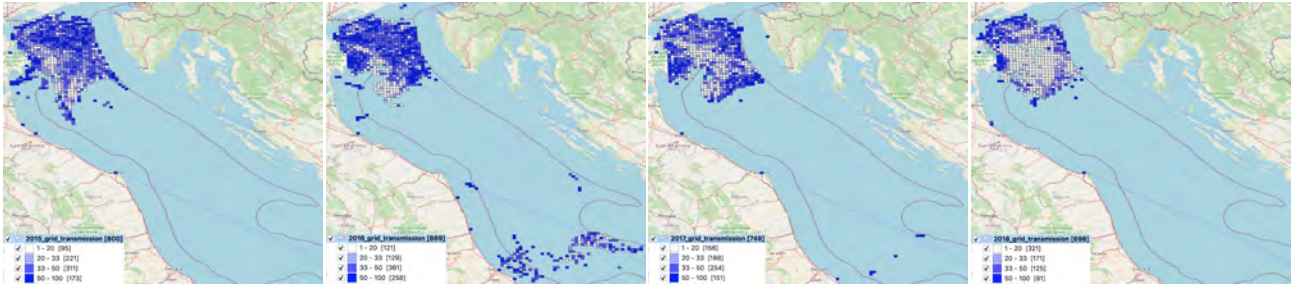 San Marino
2015_grid_transmission [800]
1 - 20 [95]
20 - 33 [221]
33 - 50 [311]
50 - 100 [173]
2016_grid_transmission [869]
1 - 20 [121]
20 - 33 [129]
33 - 50 [361]
50 - 100 [258]
2017_grid_transmission [749]
1 - 20 [156]
20 - 33 [188]
33 - 50 [254]
50 - 100 [151]
2018_grid_transmission [698]
1 - 20 [321]
20 - 33 [171]
33 - 50 [125]
50 - 100 [81]